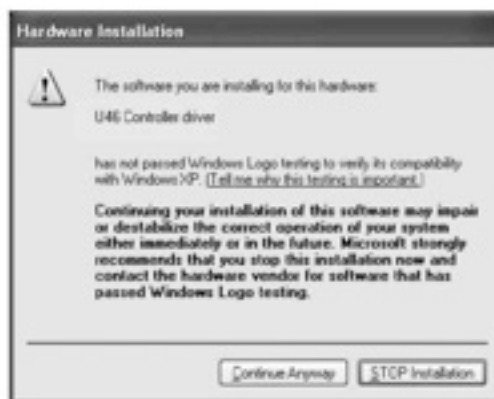 Hardware Installation
The software you are installing for this hardware:
U46 Controller driver
has not passed Windows Logo testing to verify its compatibility
with Windows XP. (Tell me why this testing is important.)
Continuing your installation of this software may impair
or destabilize the correct operation of your system
either immediately or in the future. Microsoft strongly
recommends that you stop this installation now and
contact the hardware vendor for software that has
passed Windows Logo testing.
Continue Anyway
STOP Installation